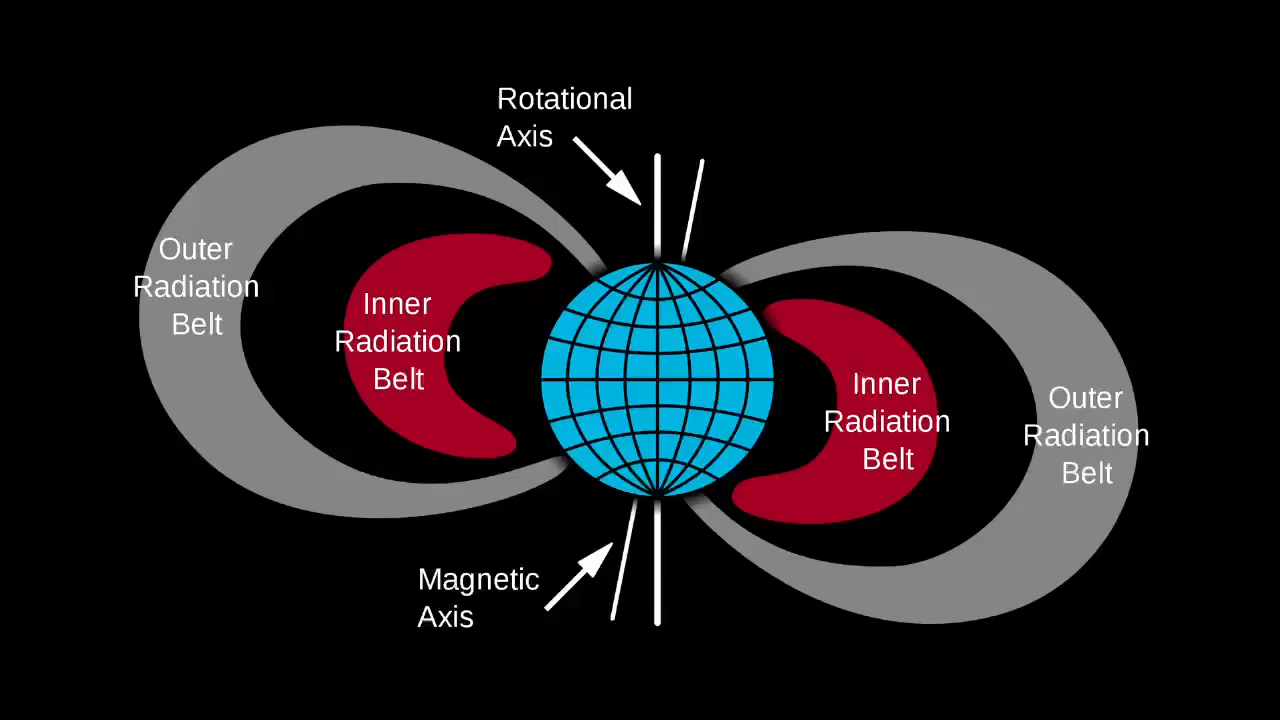 Rotational
Axis
Outer
Radiation
Belt
Inner
Radiation
Belt
Inner
Radiation
Belt
Outer
Radiation
Belt
Magnetic
Axis